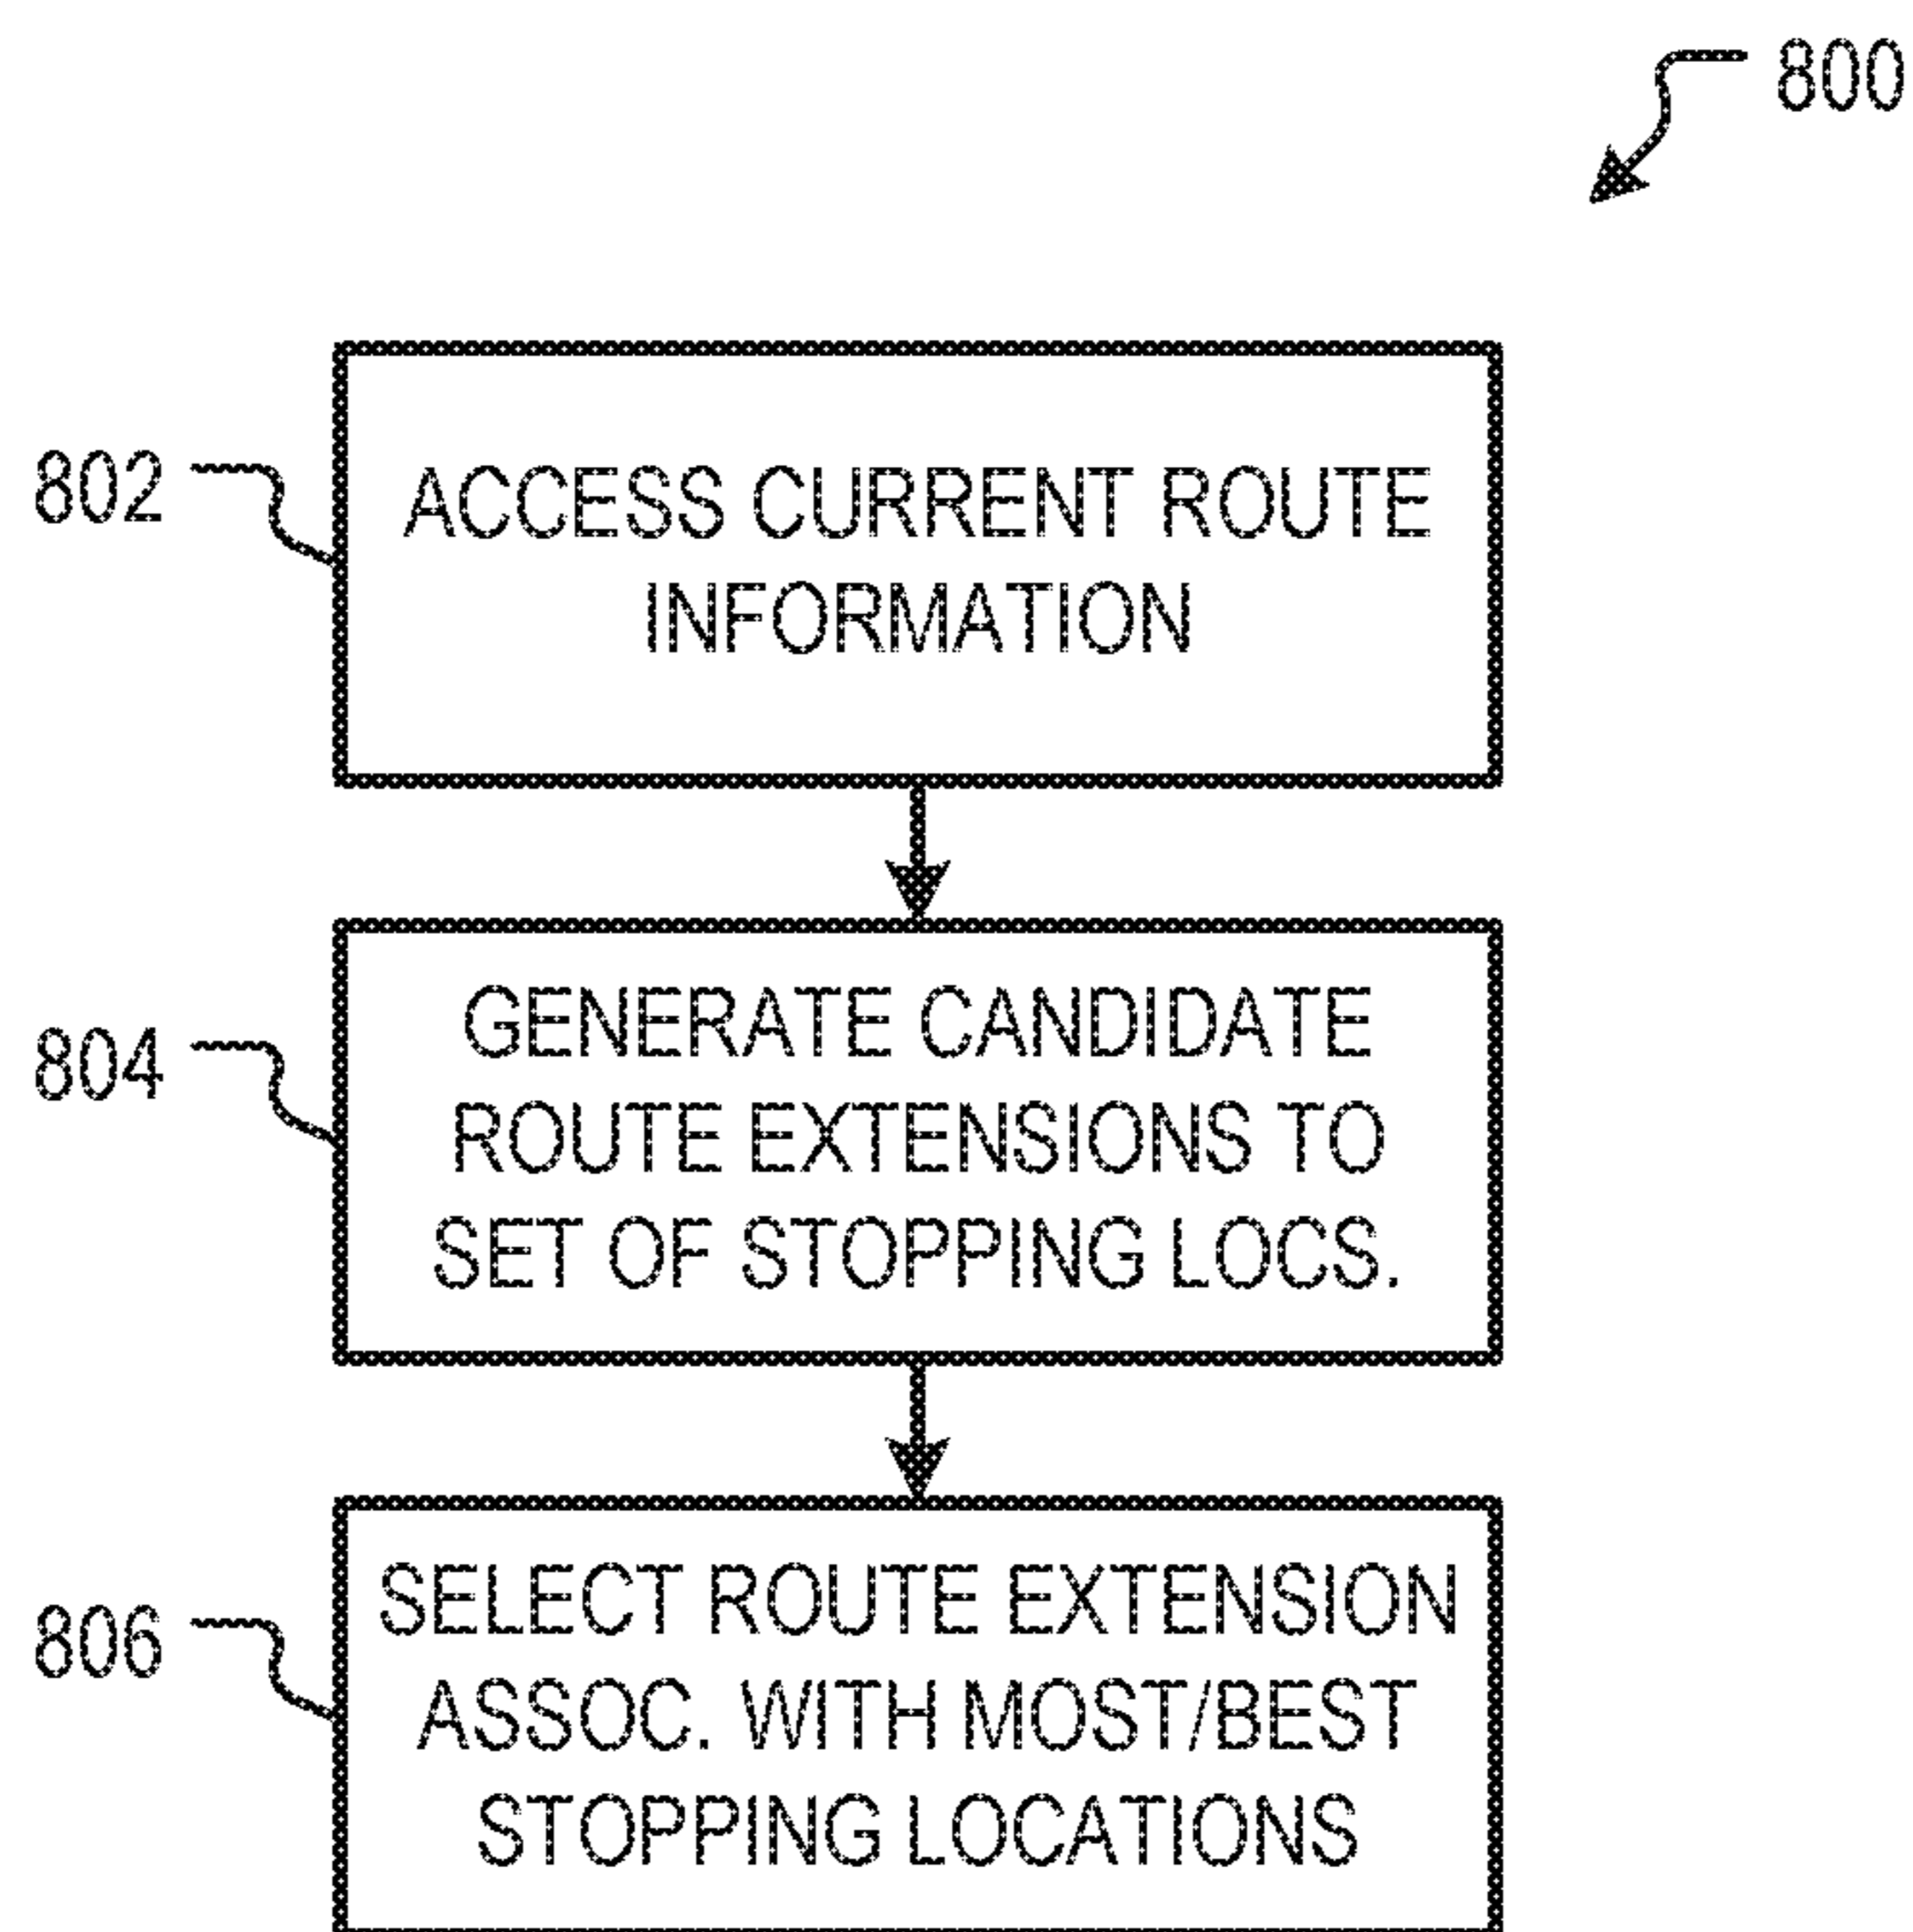 800
802
ACCESS CURRENT ROUTE
INFORMATION
804
GENERATE CANDIDATE
ROUTE EXTENSIONS TO
SET OF STOPPING LOCS.
806
SELECT ROUTE EXTENSION
ASSOC. WITH MOST/BEST
STOPPING LOCATIONS